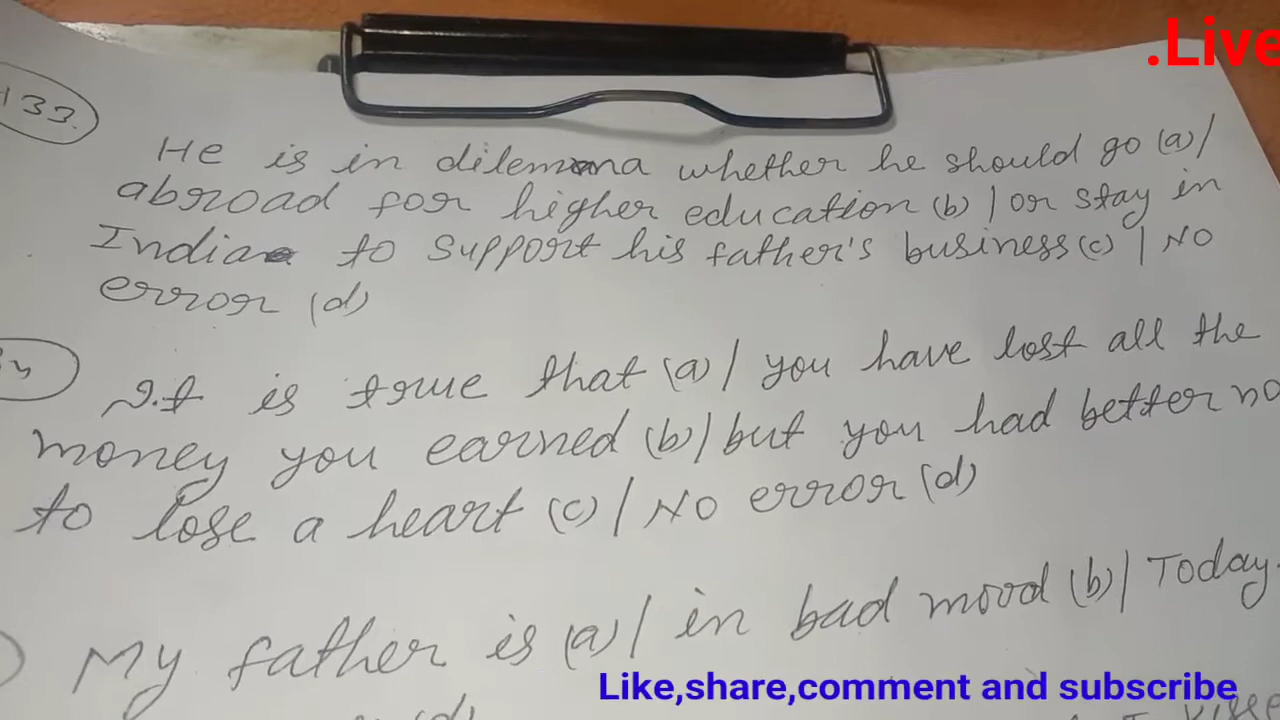 .Live
133.
He is in dilemma whether he should go (a)/
abroad for higher education (b) / or stay in
India to support his father's business (c) / No
error (d)
It is true that (a) / you have lost all the
money you earned (b) / but you had better no
to lose a heart (c) / No error (d)
My father is (a) / in bad mood (b) / Today
Like,share,comment and subscribe
(d)